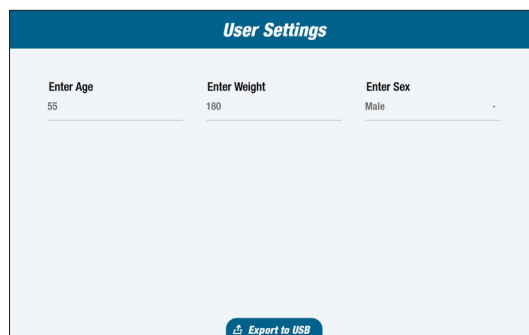 User Settings
Enter Age Enter Weight Enter Sex
55 180 Male -
Export to USB